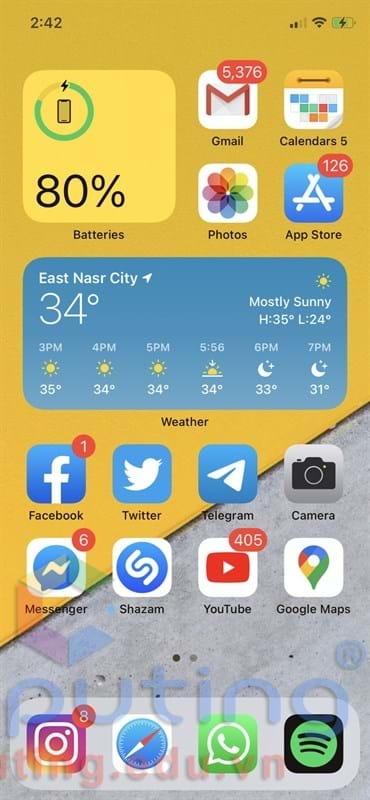 2:42
5,376
80%
Batteries
Gmail
Calendars 5
126
Photos
App Store
East Nasr City
34°
Mostly Sunny
H:35° L:24°
3PM 4PM 5PM 5:56 6PM 7PM
35° 34° 34° 34° 33° 31°
Weather
1
Facebook Twitter Telegram Camera
6 405
Messenger Shazam YouTube Google Maps
puting ®
8
uting.edu.vn